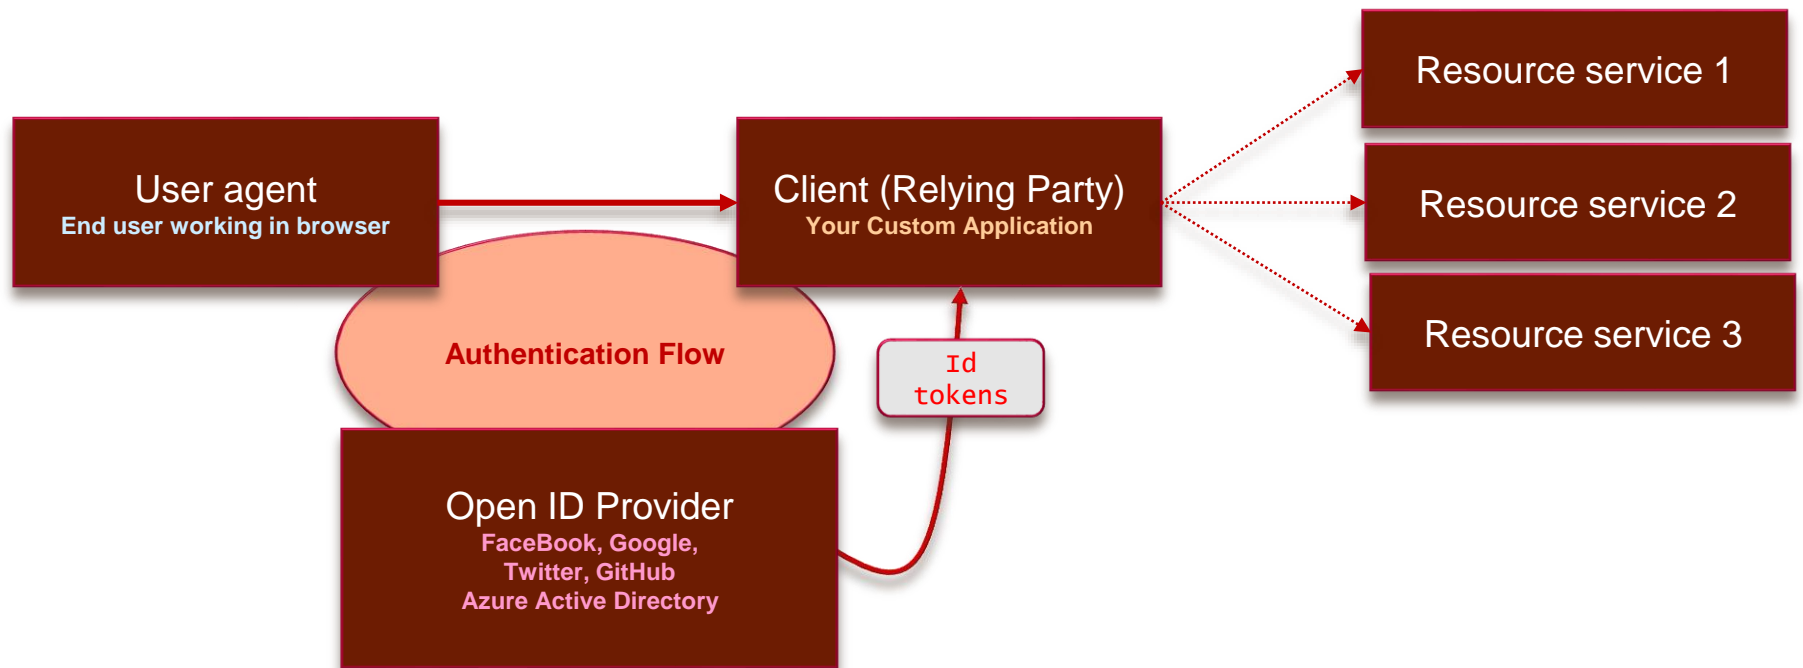 User agent
End user working in browser
Client (Relying Party)
Your Custom Application
Resource service 1
Resource service 2
Resource service 3
Authentication Flow
Id
tokens
Open ID Provider
FaceBook, Google,
Twitter, GitHub
Azure Active Directory